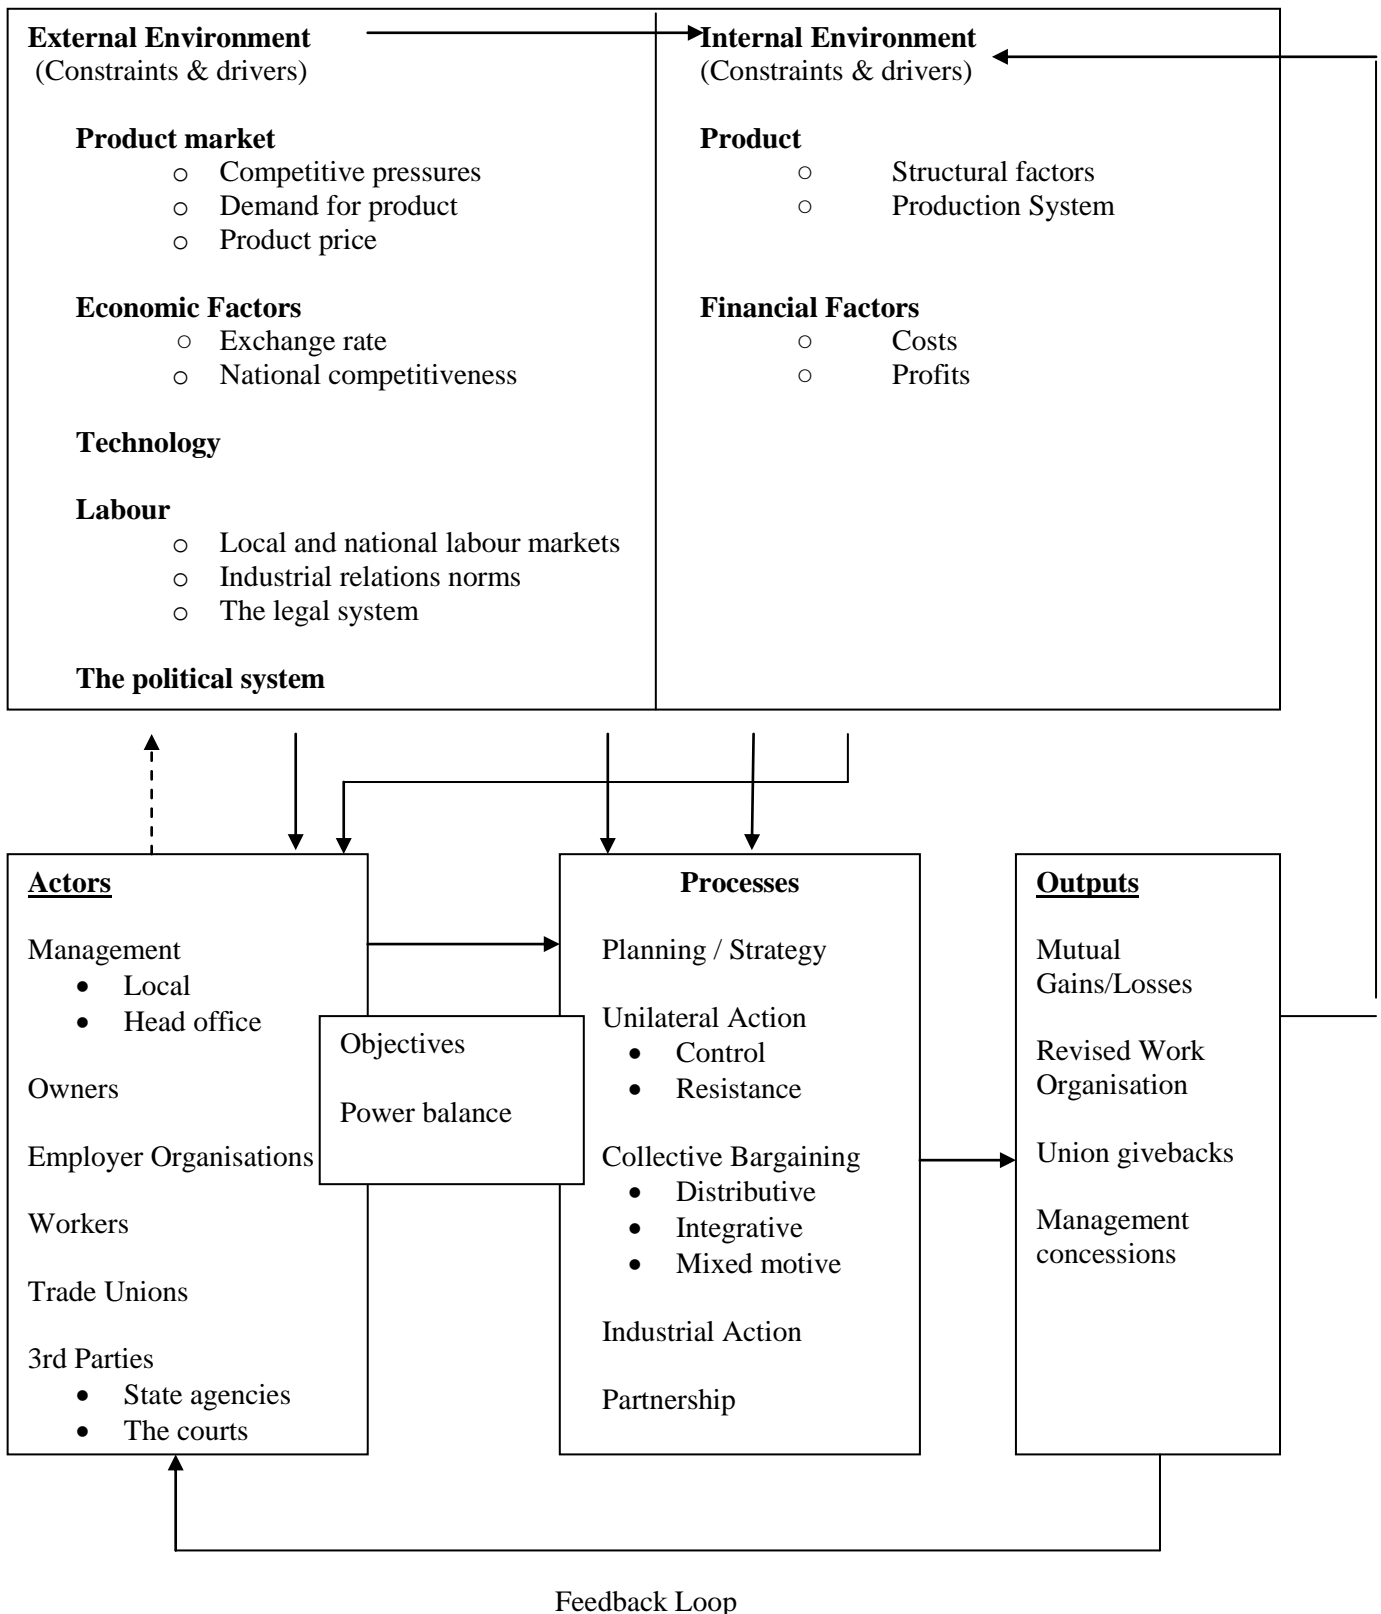 External Environment
(Constraints & drivers)
Product market
o Competitive pressures
o Demand for product
o Product price
Economic Factors
o Exchange rate
o National competitiveness
Technology
Labour
o Local and national labour markets
o Industrial relations norms
o The legal system
The political system
Internal Environment
(Constraints & drivers)
Product
o Structural factors
o Production System
Financial Factors
o Costs
o Profits
Actors
Management
• Local
• Head office
Owners
Employer Organisations
Workers
Trade Unions
3rd Parties
• State agencies
• The courts
Objectives
Power balance
Processes
Planning / Strategy
Unilateral Action
• Control
• Resistance
Collective Bargaining
• Distributive
• Integrative
• Mixed motive
Industrial Action
Partnership
Outputs
Mutual
Gains/Losses
Revised Work
Organisation
Union givebacks
Management
concessions
Feedback Loop